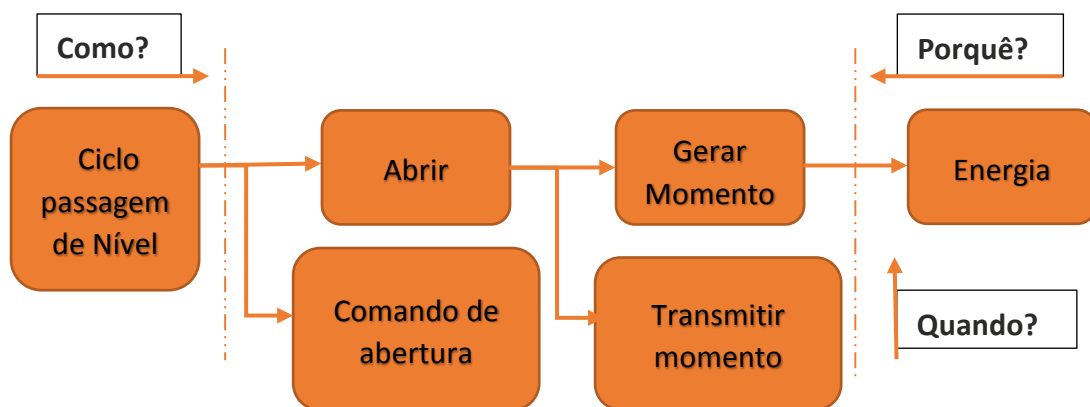 Como?
Porquê?
Ciclo
passagem
de Nível
Abrir
Gerar
Momento
Energia
Comando de
abertura
Transmitir
momento
Quando?